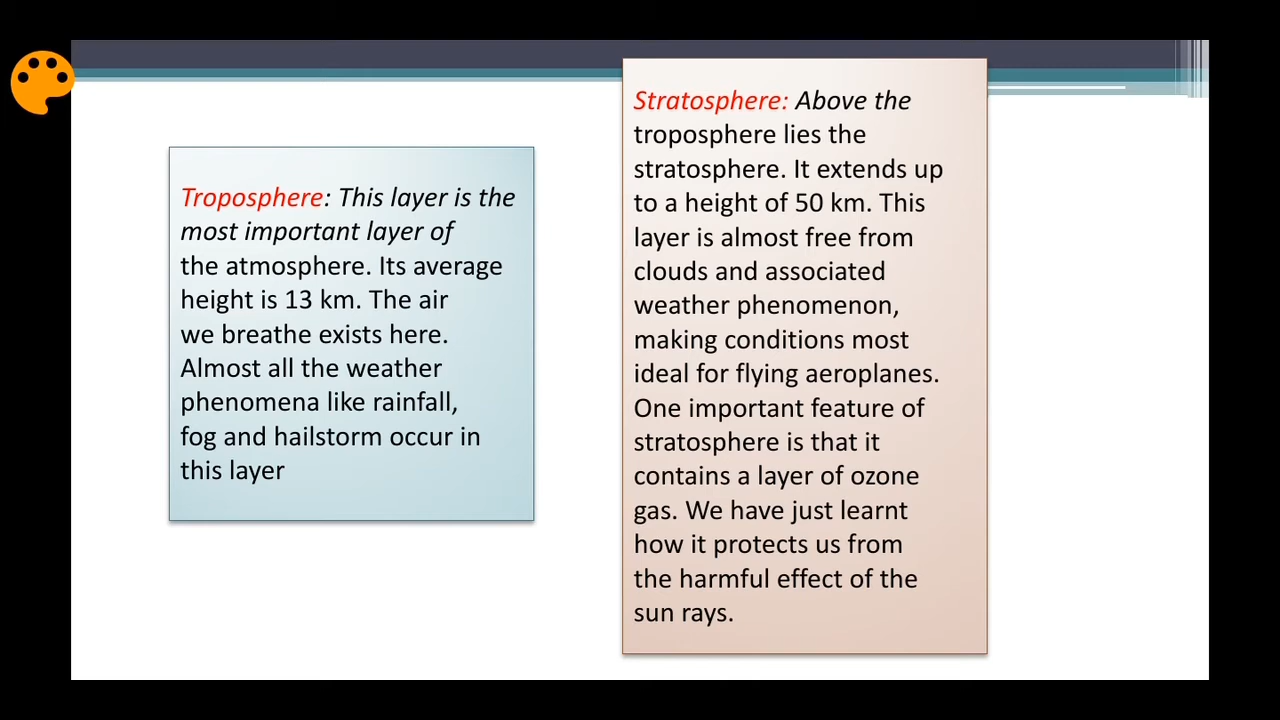 Troposphere: This layer is the
most important layer of
the atmosphere. Its average
height is 13 km. The air
we breathe exists here.
Almost all the weather
phenomena like rainfall,
fog and hailstorm occur in
this layer
Stratosphere: Above the
troposphere lies the
stratosphere. It extends up
to a height of 50 km. This
layer is almost free from
clouds and associated
weather phenomenon,
making conditions most
ideal for flying aeroplanes.
One important feature of
stratosphere is that it
contains a layer of ozone
gas. We have just learnt
how it protects us from
the harmful effect of the
sun rays.